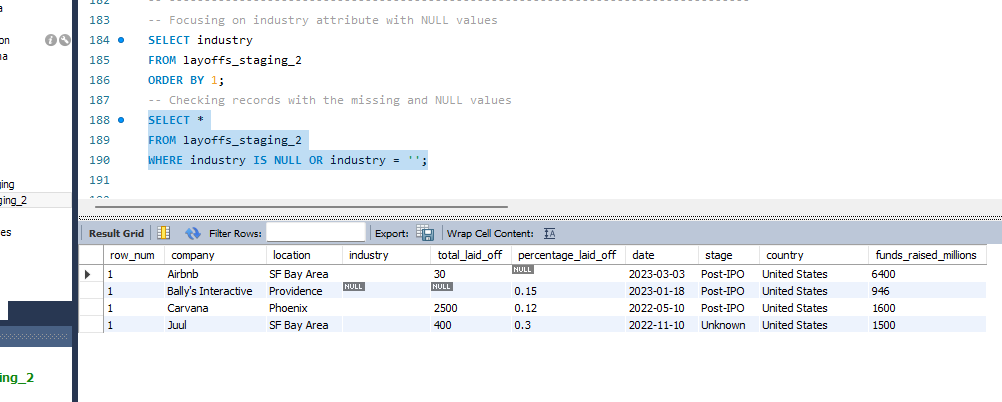 183 -- Focusing on industry attribute with NULL values
184 SELECT industry
185 FROM layoffs_staging_2
186 ORDER BY 1;
187 -- Checking records with the missing and NULL values
188 SELECT *
189 FROM layoffs_staging_2
190 WHERE industry IS NULL OR industry = '';
191
ging
ging_2
es
ing_2
Result Grid Filter Rows: Export: Wrap Cell Content: IA
row_num company location industry total_laid_off percentage_laid_off date stage country funds_raised_millions
1 Airbnb SF Bay Area 30 NULL 2023-03-03 Post-IPO United States 6400
1 Bally's Interactive Providence NULL NULL 0.15 2023-01-18 Post-IPO United States 946
1 Carvana Phoenix 2500 0.12 2022-05-10 Post-IPO United States 1600
1 Juul SF Bay Area 400 0.3 2022-11-10 Unknown United States 1500